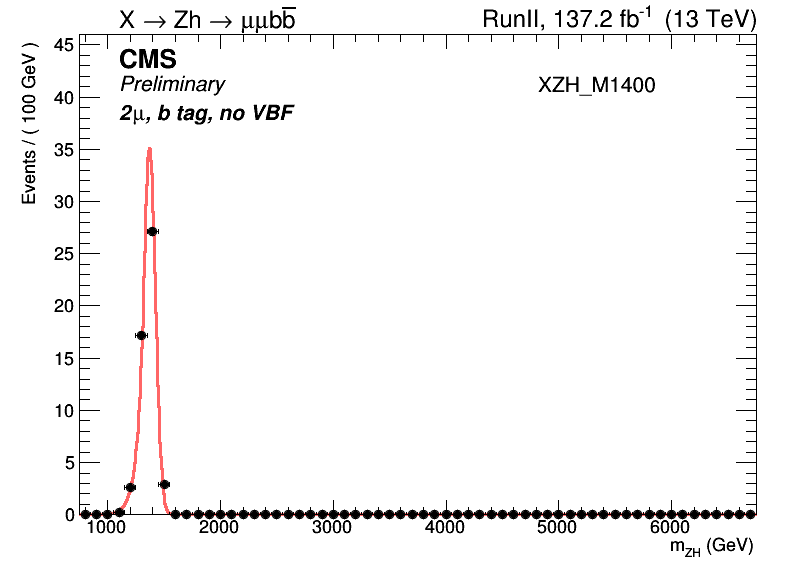 X → Zh → μμbb̅
RunII, 137.2 fb⁻¹ (13 TeV)
CMS
Preliminary
XZH_M1400
2μ, b tag, no VBF
Events / ( 100 GeV )
45
40
35
30
25
20
15
10
5
0
1000 2000 3000 4000 5000 6000
m_ZH (GeV)